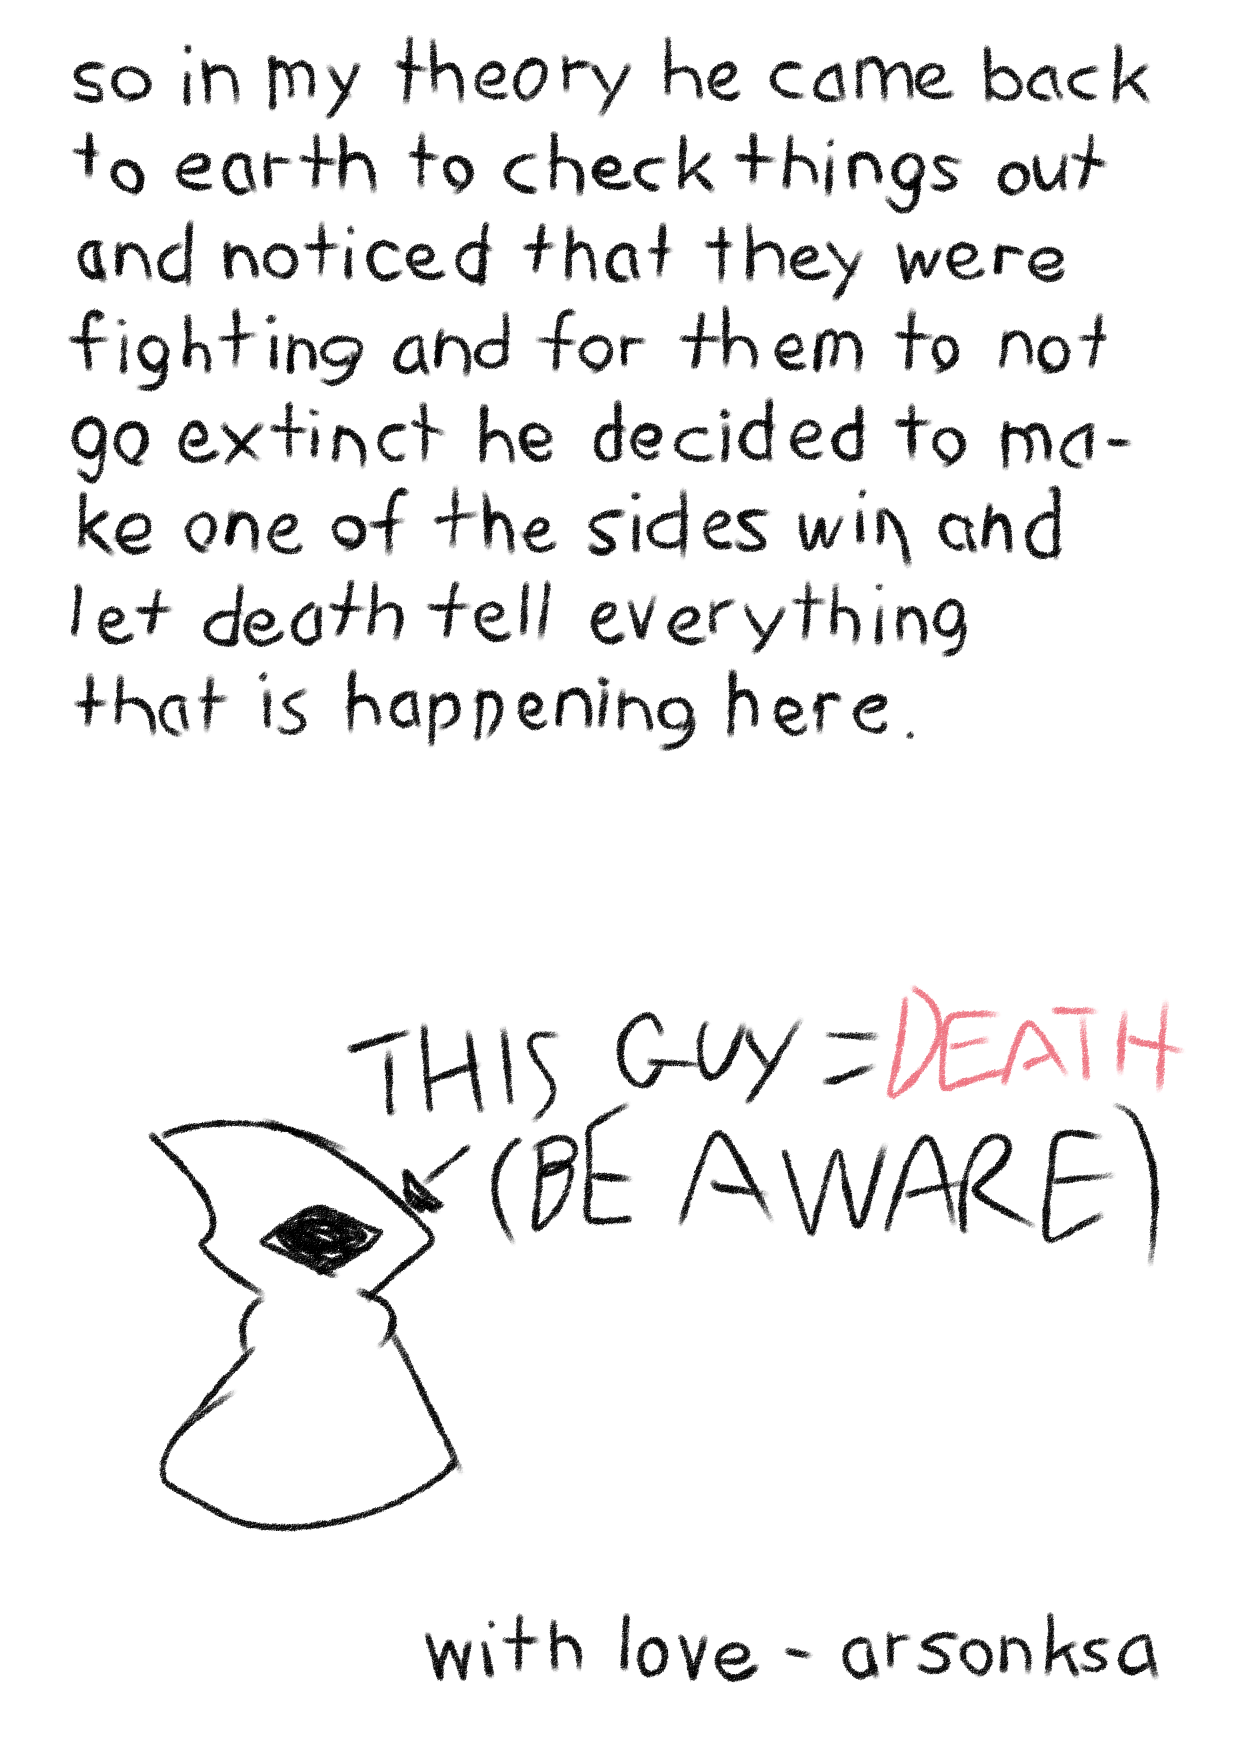 so in my theory he came back
to earth to check things out
and noticed that they were
fighting and for them to not
go extinct he decided to ma-
ke one of the sides win and
let death tell everything
that is happening here.
THIS GUY = DEATH
(BE AWARE)
with love - arsonksa